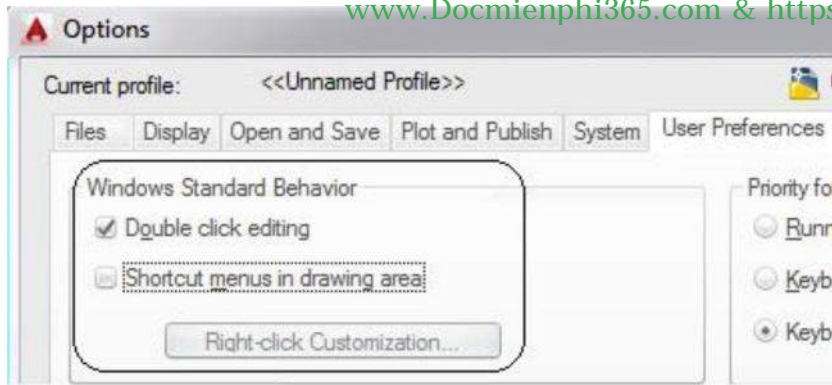 www.Docmienphi365.com & https
Options
Current profile: <<Unnamed Profile>>
Files Display Open and Save Plot and Publish System User Preferences
Windows Standard Behavior Priority fo
Double click editing Runn
Shortcut menus in drawing area Keyb
Right-click Customization... Keyb